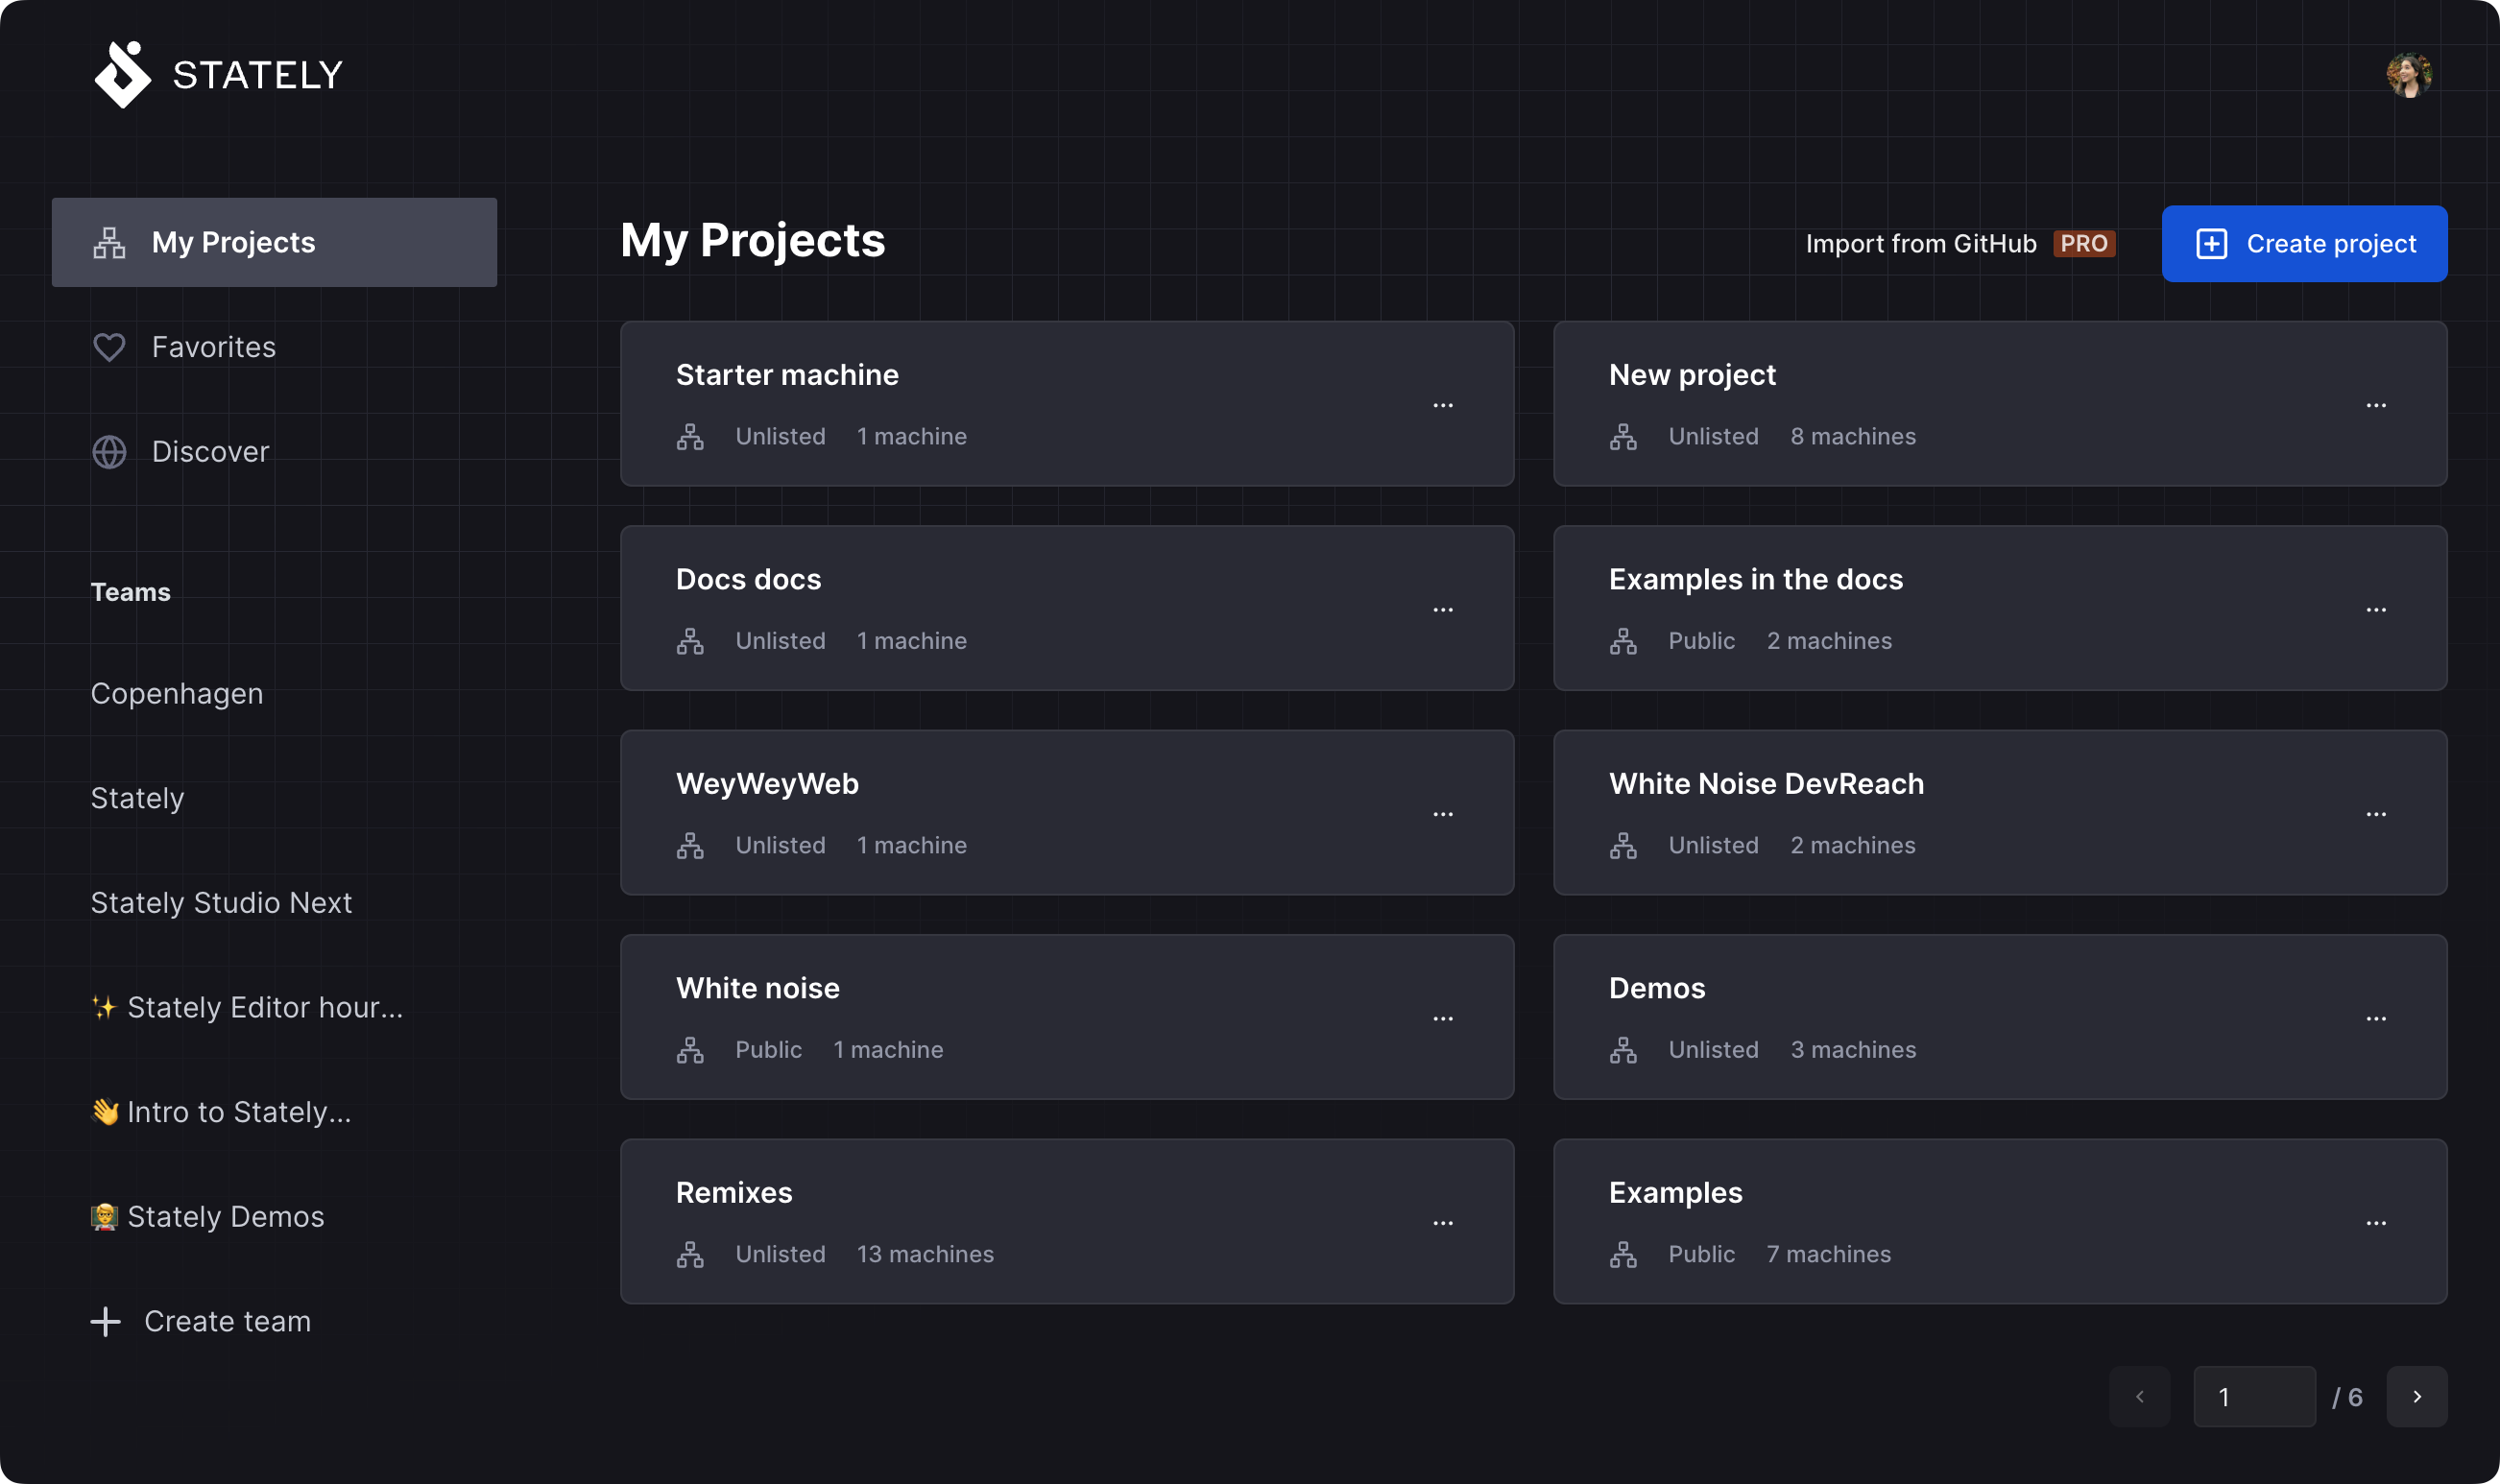 STATELY
My Projects
Favorites
Discover
Teams
Copenhagen
Stately
Stately Studio Next
✨ Stately Editor hour...
👋 Intro to Stately...
👨‍🏫 Stately Demos
Create team
My Projects
Import from GitHub PRO
Create project
Starter machine
Unlisted 1 machine
New project
Unlisted 8 machines
Docs docs
Unlisted 1 machine
Examples in the docs
Public 2 machines
WeyWeyWeb
Unlisted 1 machine
White Noise DevReach
Unlisted 2 machines
White noise
Public 1 machine
Demos
Unlisted 3 machines
Remixes
Unlisted 13 machines
Examples
Public 7 machines
1 / 6